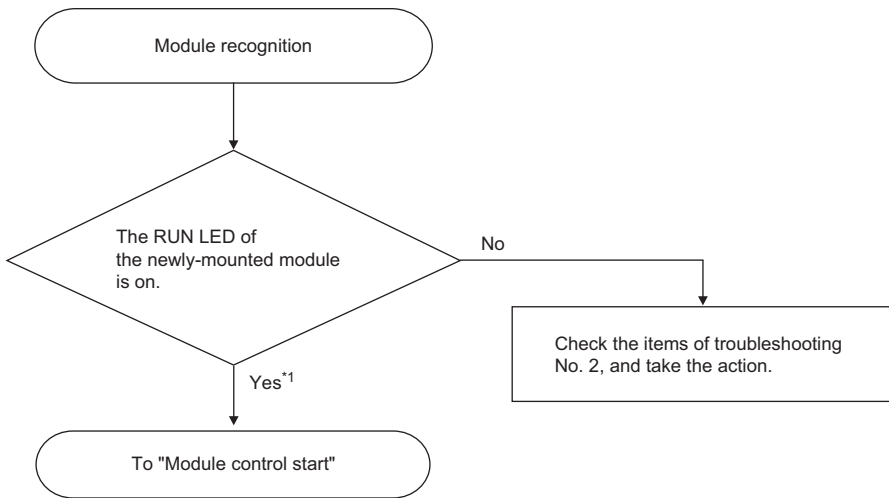 Module recognition
The RUN LED of
the newly-mounted module
is on.
No
Check the items of troubleshooting
No. 2, and take the action.
Yes*1
To "Module control start"